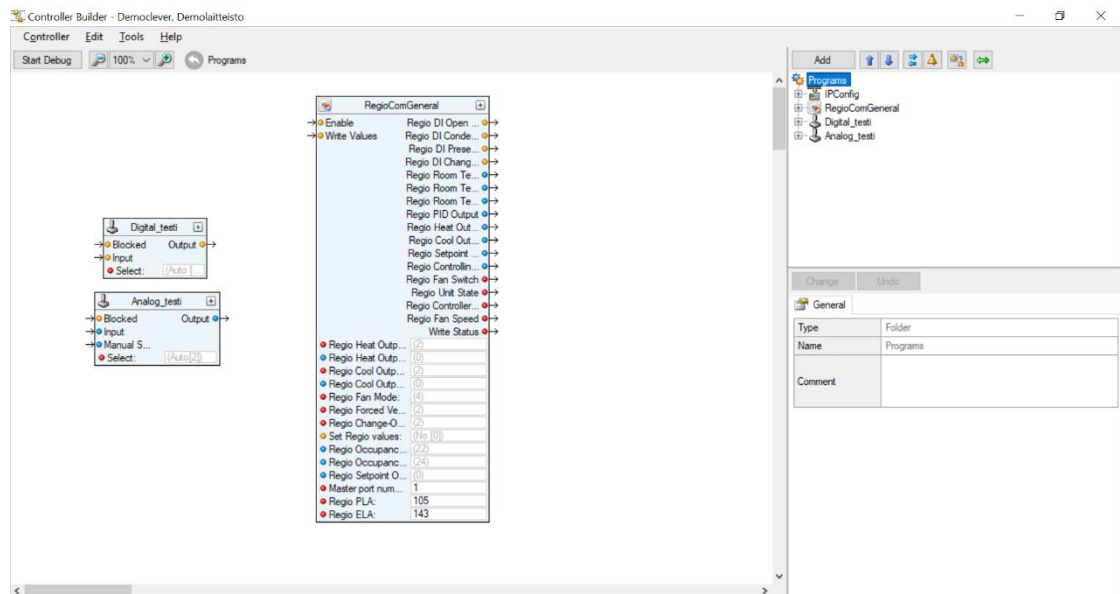 Controller Builder - Democlever, Demolaitteisto
Controller Edit Tools Help
Start Debug 100% Programs
Add
Programs
IPConfig
RegioComGeneral
Digital_testi
Analog_testi
RegioComGeneral
Enable Regio DI Open ...
Write Values Regio DI Conde...
Regio DI Prese...
Regio DI Chang...
Regio Room Te...
Regio Room Te...
Regio Room Te...
Regio PID Output
Regio Heat Out...
Regio Cool Out...
Regio Setpoint ...
Regio Controllin...
Regio Fan Switch
Regio Unit State
Regio Controller...
Regio Fan Speed
Write Status
Regio Heat Outp... (2)
Regio Heat Outp... (0)
Regio Cool Outp... (2)
Regio Cool Outp... (0)
Regio Fan Mode: (4)
Regio Forced Ve... (2)
Regio Change-O... (2)
Set Regio values: (No [0])
Regio Occupanc... (22)
Regio Occupanc... (24)
Regio Setpoint O... (0)
Master port num... 1
Regio PLA: 105
Regio ELA: 143
Digital_testi
Blocked Output
Input
Select: (Auto [...
Analog_testi
Blocked Output
Input
Manual S...
Select: (Auto[2])
Change Undo
General
Type Folder
Name Programs
Comment